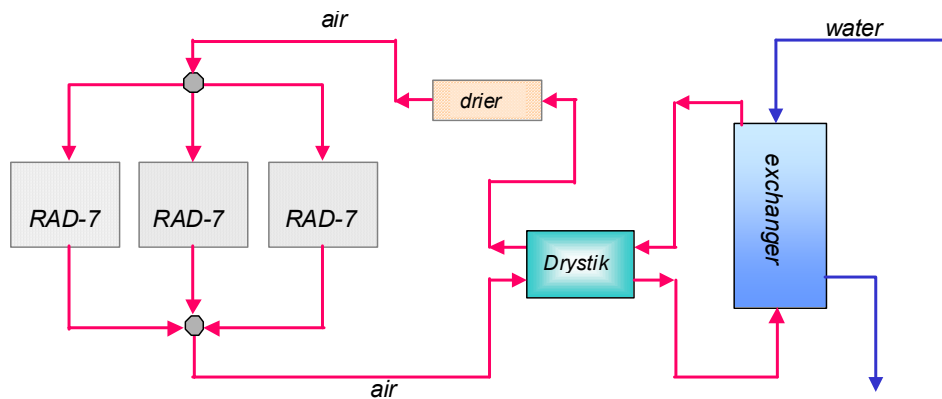 air
water
drier
exchanger
RAD-7
RAD-7
RAD-7
Drystik
air